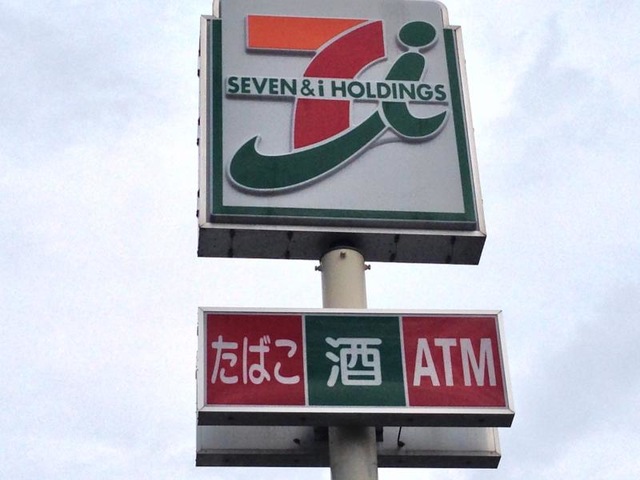 SEVEN & i HOLDINGS
たばこ 酒 ATM